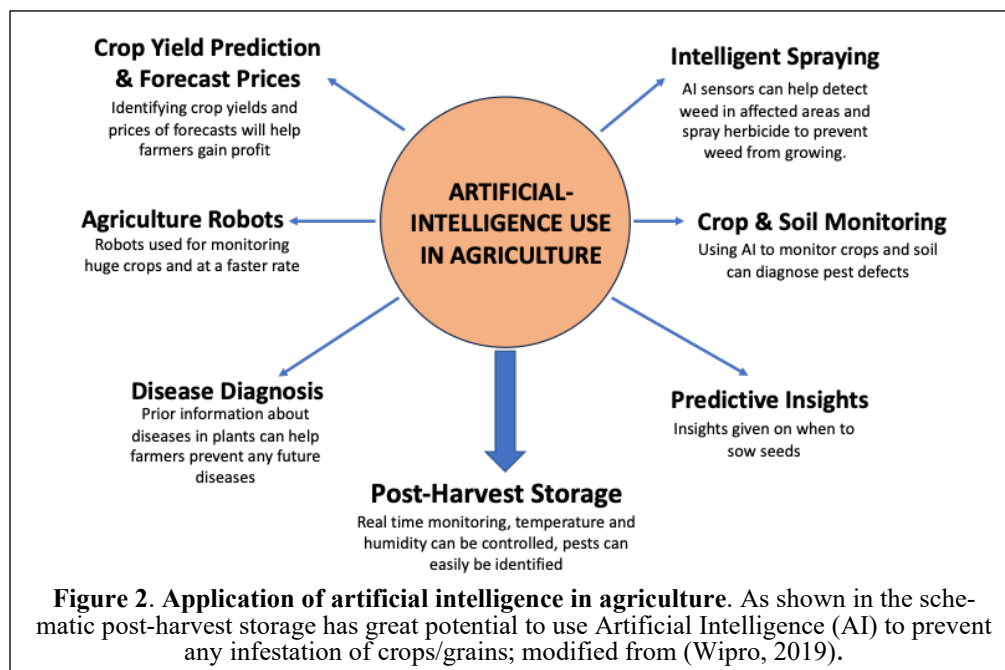 Crop Yield Prediction
& Forecast Prices
Identifying crop yields and
prices of forecasts will help
farmers gain profit
Intelligent Spraying
AI sensors can help detect
weed in affected areas and
spray herbicide to prevent
weed from growing.
ARTIFICIAL-
INTELLIGENCE USE
IN AGRICULTURE
Agriculture Robots
Robots used for monitoring
huge crops and at a faster rate
Crop & Soil Monitoring
Using AI to monitor crops and soil
can diagnose pest defects
Disease Diagnosis
Prior information about
diseases in plants can help
farmers prevent any future
diseases
Predictive Insights
Insights given on when to
sow seeds
Post-Harvest Storage
Real time monitoring, temperature and
humidity can be controlled, pests can
easily be identified
Figure 2. Application of artificial intelligence in agriculture. As shown in the sche-
matic post-harvest storage has great potential to use Artificial Intelligence (AI) to prevent
any infestation of crops/grains; modified from (Wipro, 2019).